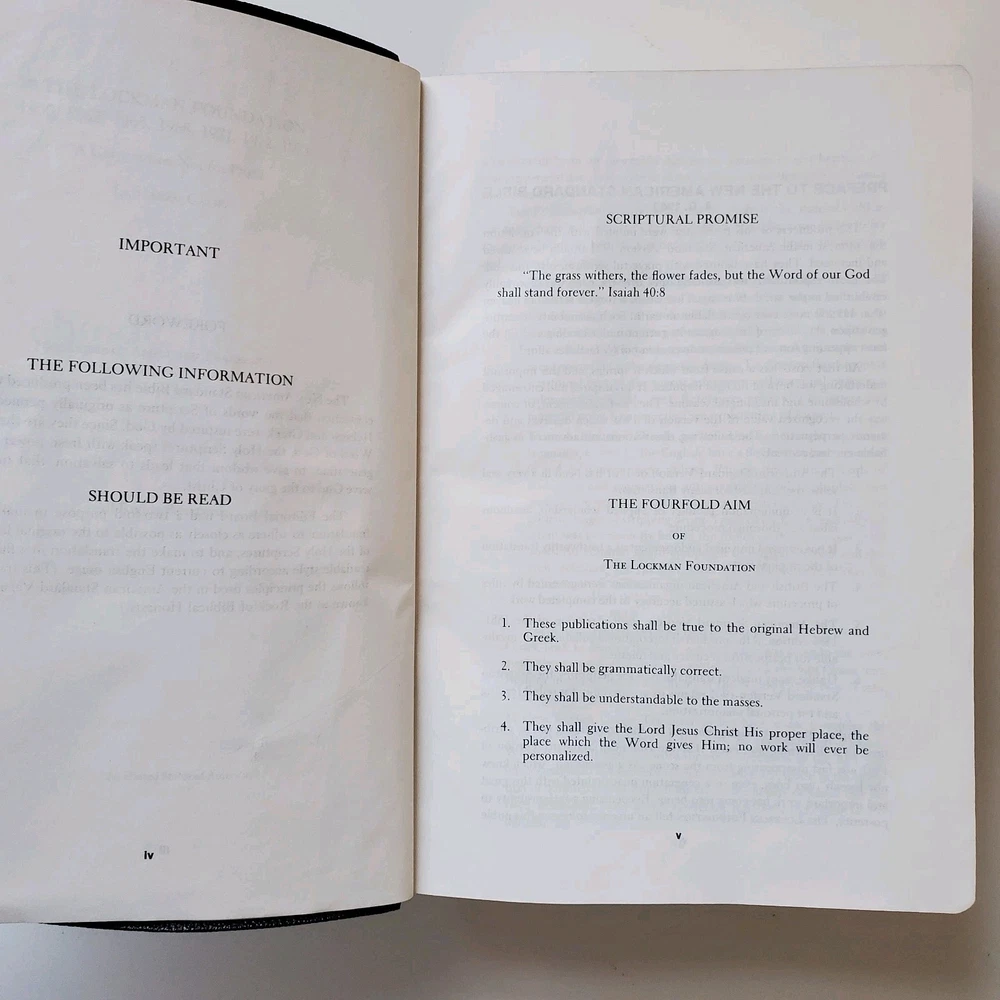 IMPORTANT
THE FOLLOWING INFORMATION
SHOULD BE READ
iv
SCRIPTURAL PROMISE
“The grass withers, the flower fades, but the Word of our God
shall stand forever.” Isaiah 40:8
THE FOURFOLD AIM
OF
THE LOCKMAN FOUNDATION
1. These publications shall be true to the original Hebrew and
Greek.
2. They shall be grammatically correct.
3. They shall be understandable to the masses.
4. They shall give the Lord Jesus Christ His proper place, the
place which the Word gives Him; no work will ever be
personalized.
v